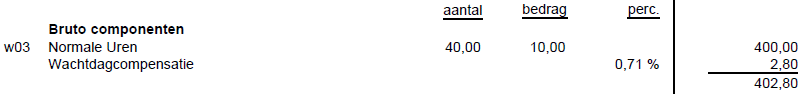 aantal bedrag perc.
Bruto componenten
w03 Normale Uren 40,00 10,00 400,00
Wachtdagcompensatie 0,71 % 2,80
402,80